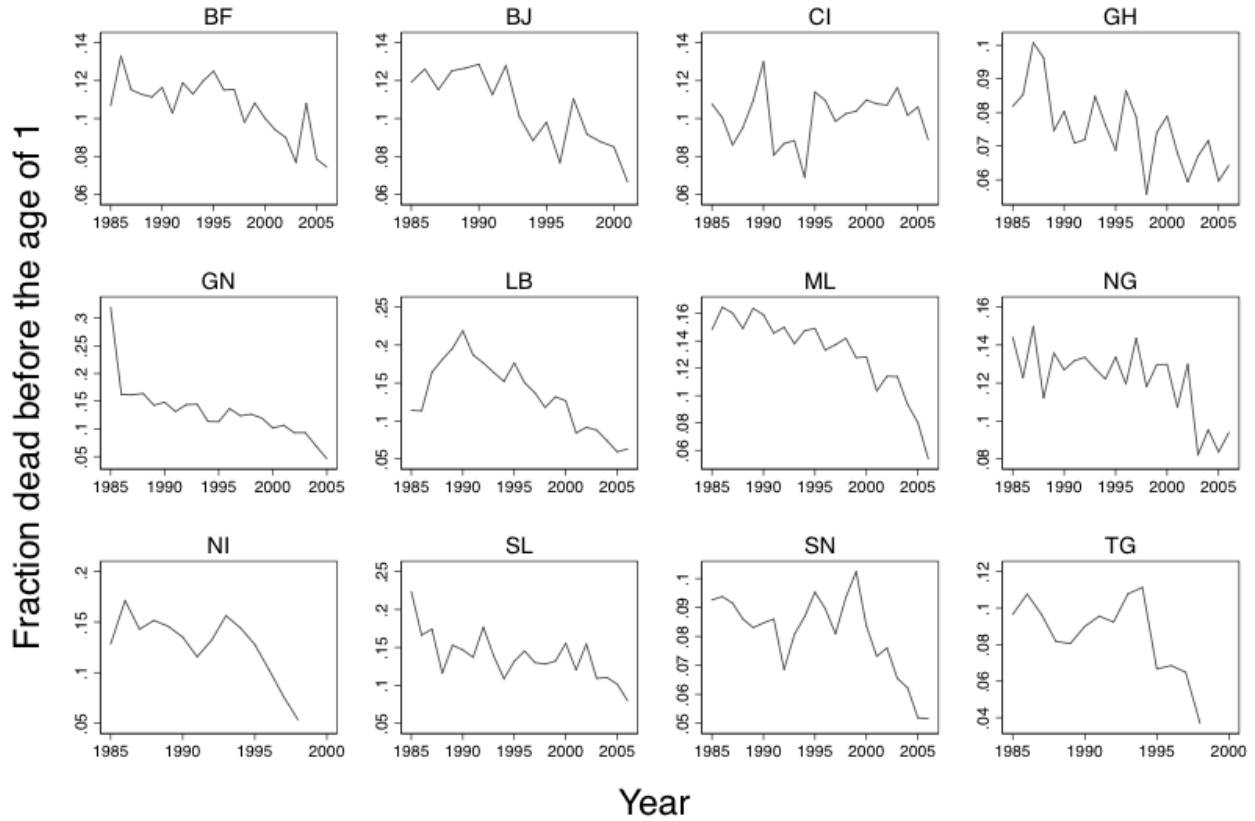 BF BJ CI GH
.14 .12 .1 .08 .06
.14 .12 .1 .08 .06
.14 .12 .1 .08 .06
.1 .09 .08 .07 .06
1985 1990 1995 2000 2005
1985 1990 1995 2000
1985 1990 1995 2000 2005
1985 1990 1995 2000 2005
Fraction dead before the age of 1
GN LB ML NG
.3 .25 .2 .15 .1 .05
.25 .2 .15 .1 .05
.16 .14 .12 .1 .08 .06
.16 .14 .12 .1 .08
1985 1990 1995 2000 2005
1985 1990 1995 2000 2005
1985 1990 1995 2000 2005
1985 1990 1995 2000 2005
NI SL SN TG
.2 .15 .1 .05
.25 .2 .15 .1 .05
.1 .09 .08 .07 .06 .05
.12 .1 .08 .06 .04
1985 1990 1995 2000
1985 1990 1995 2000 2005
1985 1990 1995 2000 2005
1985 1990 1995 2000
Year